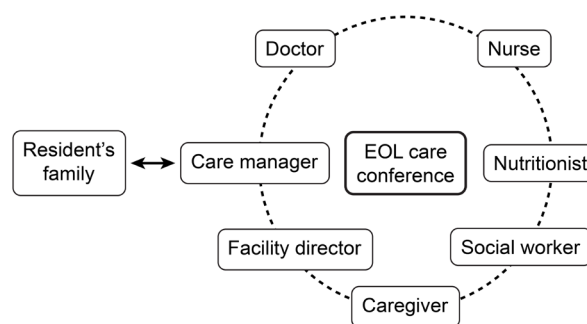 Doctor
Nurse
Resident's
family
Care manager
EOL care
conference
Nutritionist
Facility director
Social worker
Caregiver